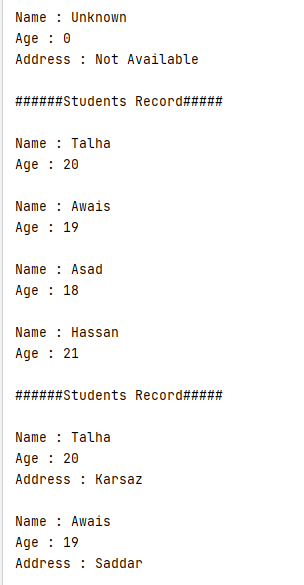 Name : Unknown
Age : 0
Address : Not Available
######Students Record#####
Name : Talha
Age : 20
Name : Awais
Age : 19
Name : Asad
Age : 18
Name : Hassan
Age : 21
######Students Record#####
Name : Talha
Age : 20
Address : Karsaz
Name : Awais
Age : 19
Address : Saddar